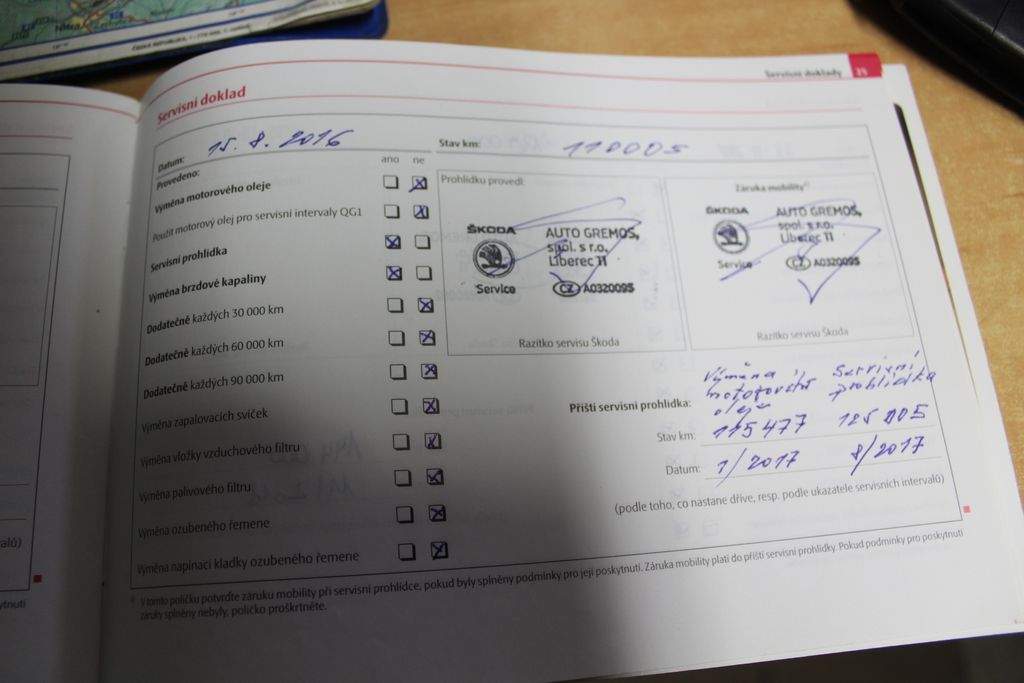 ČESKÁ REPUBLIKA
Servisní doklady 25
Servisní doklad
Datum: 15. 8. 2016
Stav km: 110005
Provedeno: ano ne
Výměna motorového oleje
Použit motorový olej pro servisní intervaly QG1
Servisní prohlídka
Výměna brzdové kapaliny
Dodatečně každých 30 000 km
Dodatečně každých 60 000 km
Dodatečně každých 90 000 km
Výměna zapalovacích svíček
Výměna vložky vzduchového filtru
Výměna palivového filtru
Výměna ozubeného řemene
Výměna napínací kladky ozubeného řemene
Prohlídku provedl:
ŠKODA
Service
AUTO GREMOS,
spol. s r.o.
Liberec 11
CZ A0320095
Razítko servisu Škoda
Záruka mobility
ŠKODA
Service
AUTO GREMOS,
spol. s r.o.
Liberec 11
CZ A0320095
Razítko servisu Škoda
Příští servisní prohlídka:
Výměna motorového oleje
Servisní prohlídka
Stav km: 115477 125005
Datum: 1/2017 8/2017
(podle toho, co nastane dříve, resp. podle ukazatele servisních intervalů)
V tomto políčku potvrďte záruku mobility při servisní prohlídce, pokud byly splněny podmínky pro její poskytnutí. Záruka mobility platí do příští servisní prohlídky. Pokud podmínky pro poskytnutí
záruky splněny nebyly, políčko proškrtněte.